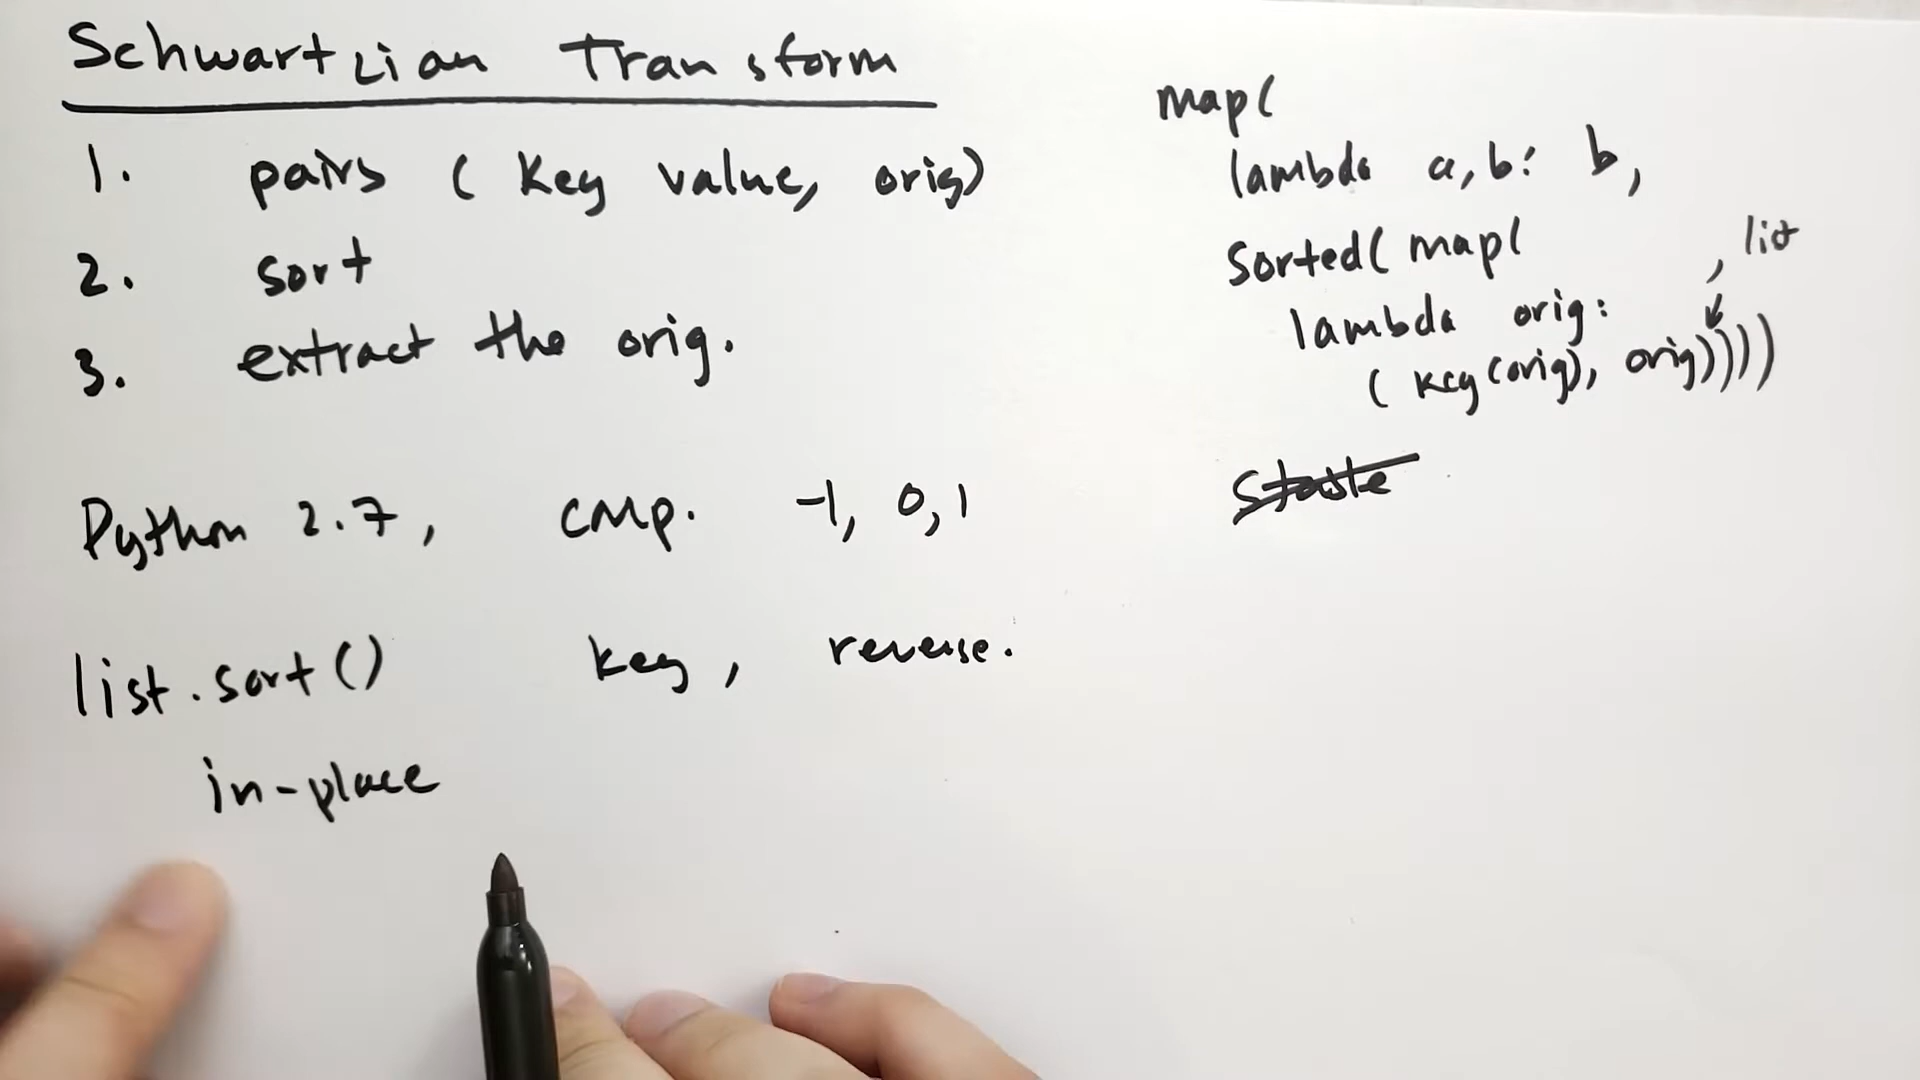 Schwartzian Transform
1. pairs (key value, orig)
2. sort
3. extract the orig.
Python 2.7, cmp. -1, 0, 1
list.sort() key, reverse.
in-place
map(
lambda a,b: b,
sorted( map(
, list
lambda orig:
(key(orig), orig))))